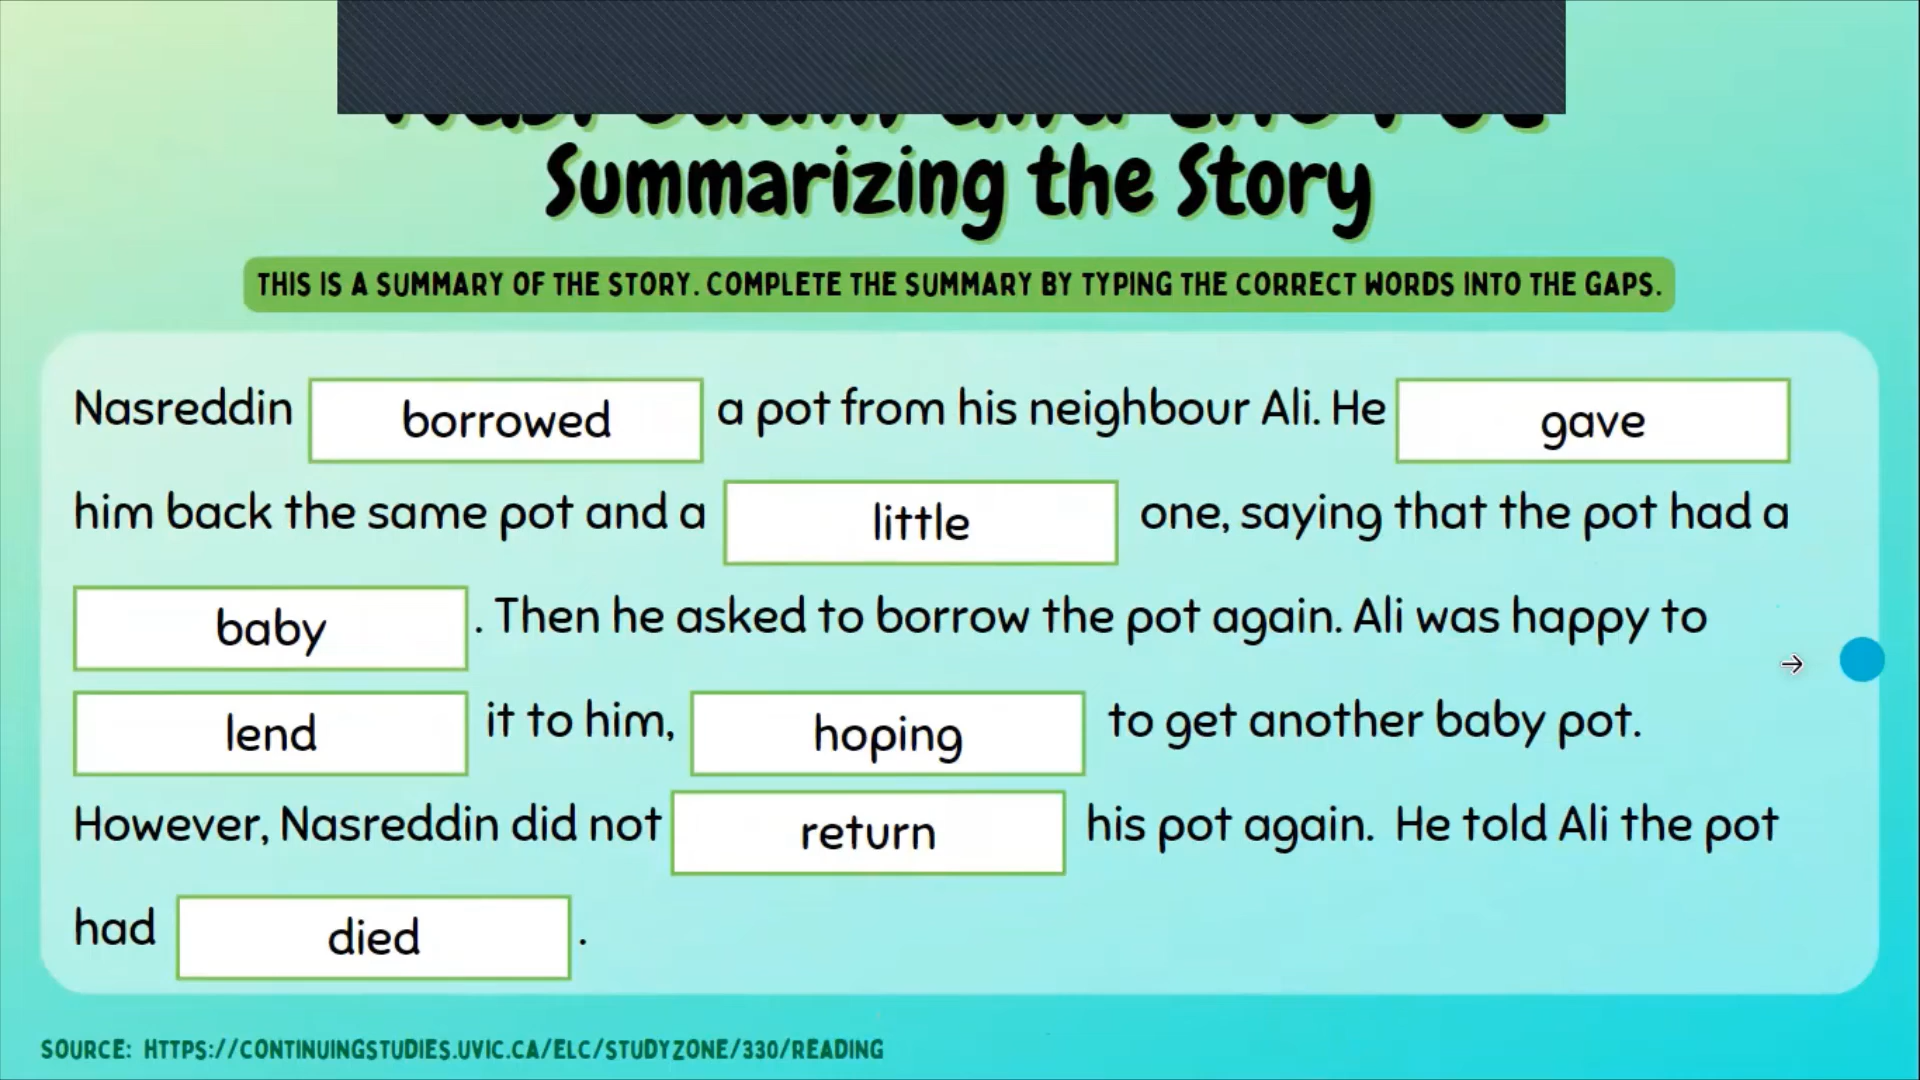 Summarizing the Story
THIS IS A SUMMARY OF THE STORY. COMPLETE THE SUMMARY BY TYPING THE CORRECT WORDS INTO THE GAPS.
Nasreddin borrowed a pot from his neighbour Ali. He gave
him back the same pot and a little one, saying that the pot had a
baby . Then he asked to borrow the pot again. Ali was happy to
lend it to him, hoping to get another baby pot.
However, Nasreddin did not return his pot again. He told Ali the pot
had died .
SOURCE: HTTPS://CONTINUINGSTUDIES.UVIC.CA/ELC/STUDYZONE/330/READING